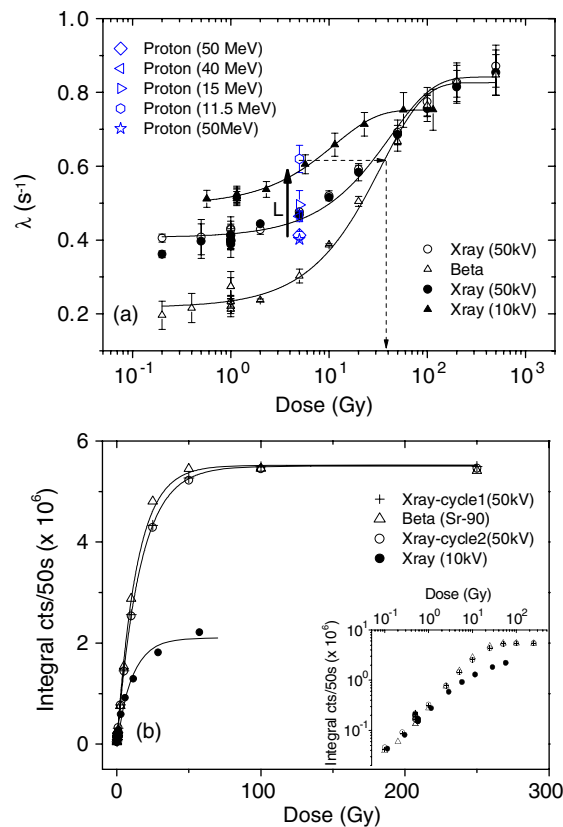 λ (s⁻¹)
1.0
0.8
0.6
0.4
0.2
Proton (50 MeV)
Proton (40 MeV)
Proton (15 MeV)
Proton (11.5 MeV)
Proton (50MeV)
L
Xray (50kV)
Beta
Xray (50kV)
Xray (10kV)
(a)
10⁻¹ 10⁰ 10¹ 10² 10³
Dose (Gy)
Integral cts/50s (x 10⁶)
6
4
2
0
Xray-cycle1(50kV)
Beta (Sr-90)
Xray-cycle2(50kV)
Xray (10kV)
(b)
Dose (Gy)
10⁻¹ 10⁰ 10¹ 10²
Integral cts/50s (x 10⁶)
10¹
10⁰
10⁻¹
0 100 200 300
Dose (Gy)